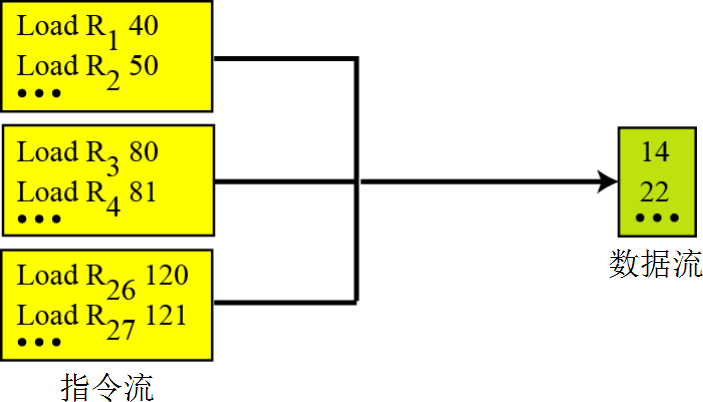 Load R1 40
Load R2 50
•••
Load R3 80
Load R4 81
•••
Load R26 120
Load R27 121
•••
指令流
14
22
•••
数据流